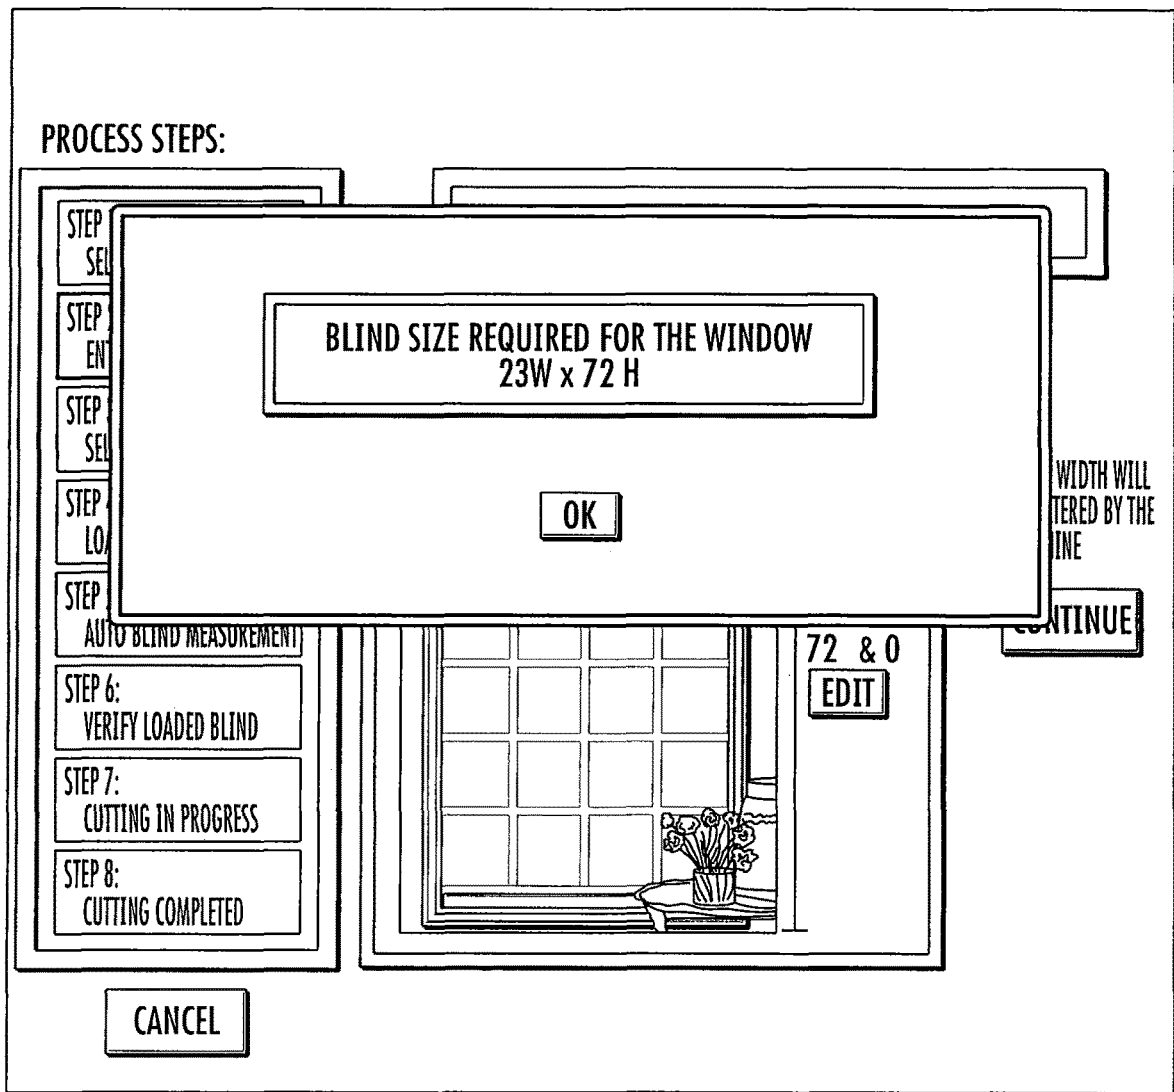 PROCESS STEPS:
STEP
SEL
STEP
ENT
STEP
SEL
STEP
LOA
STEP
AUTO BLIND MEASUREMENT
STEP 6:
VERIFY LOADED BLIND
STEP 7:
CUTTING IN PROGRESS
STEP 8:
CUTTING COMPLETED
CANCEL
BLIND SIZE REQUIRED FOR THE WINDOW
23W x 72 H
OK
WIDTH WILL
TERED BY THE
INE
CONTINUE
72 & 0
EDIT